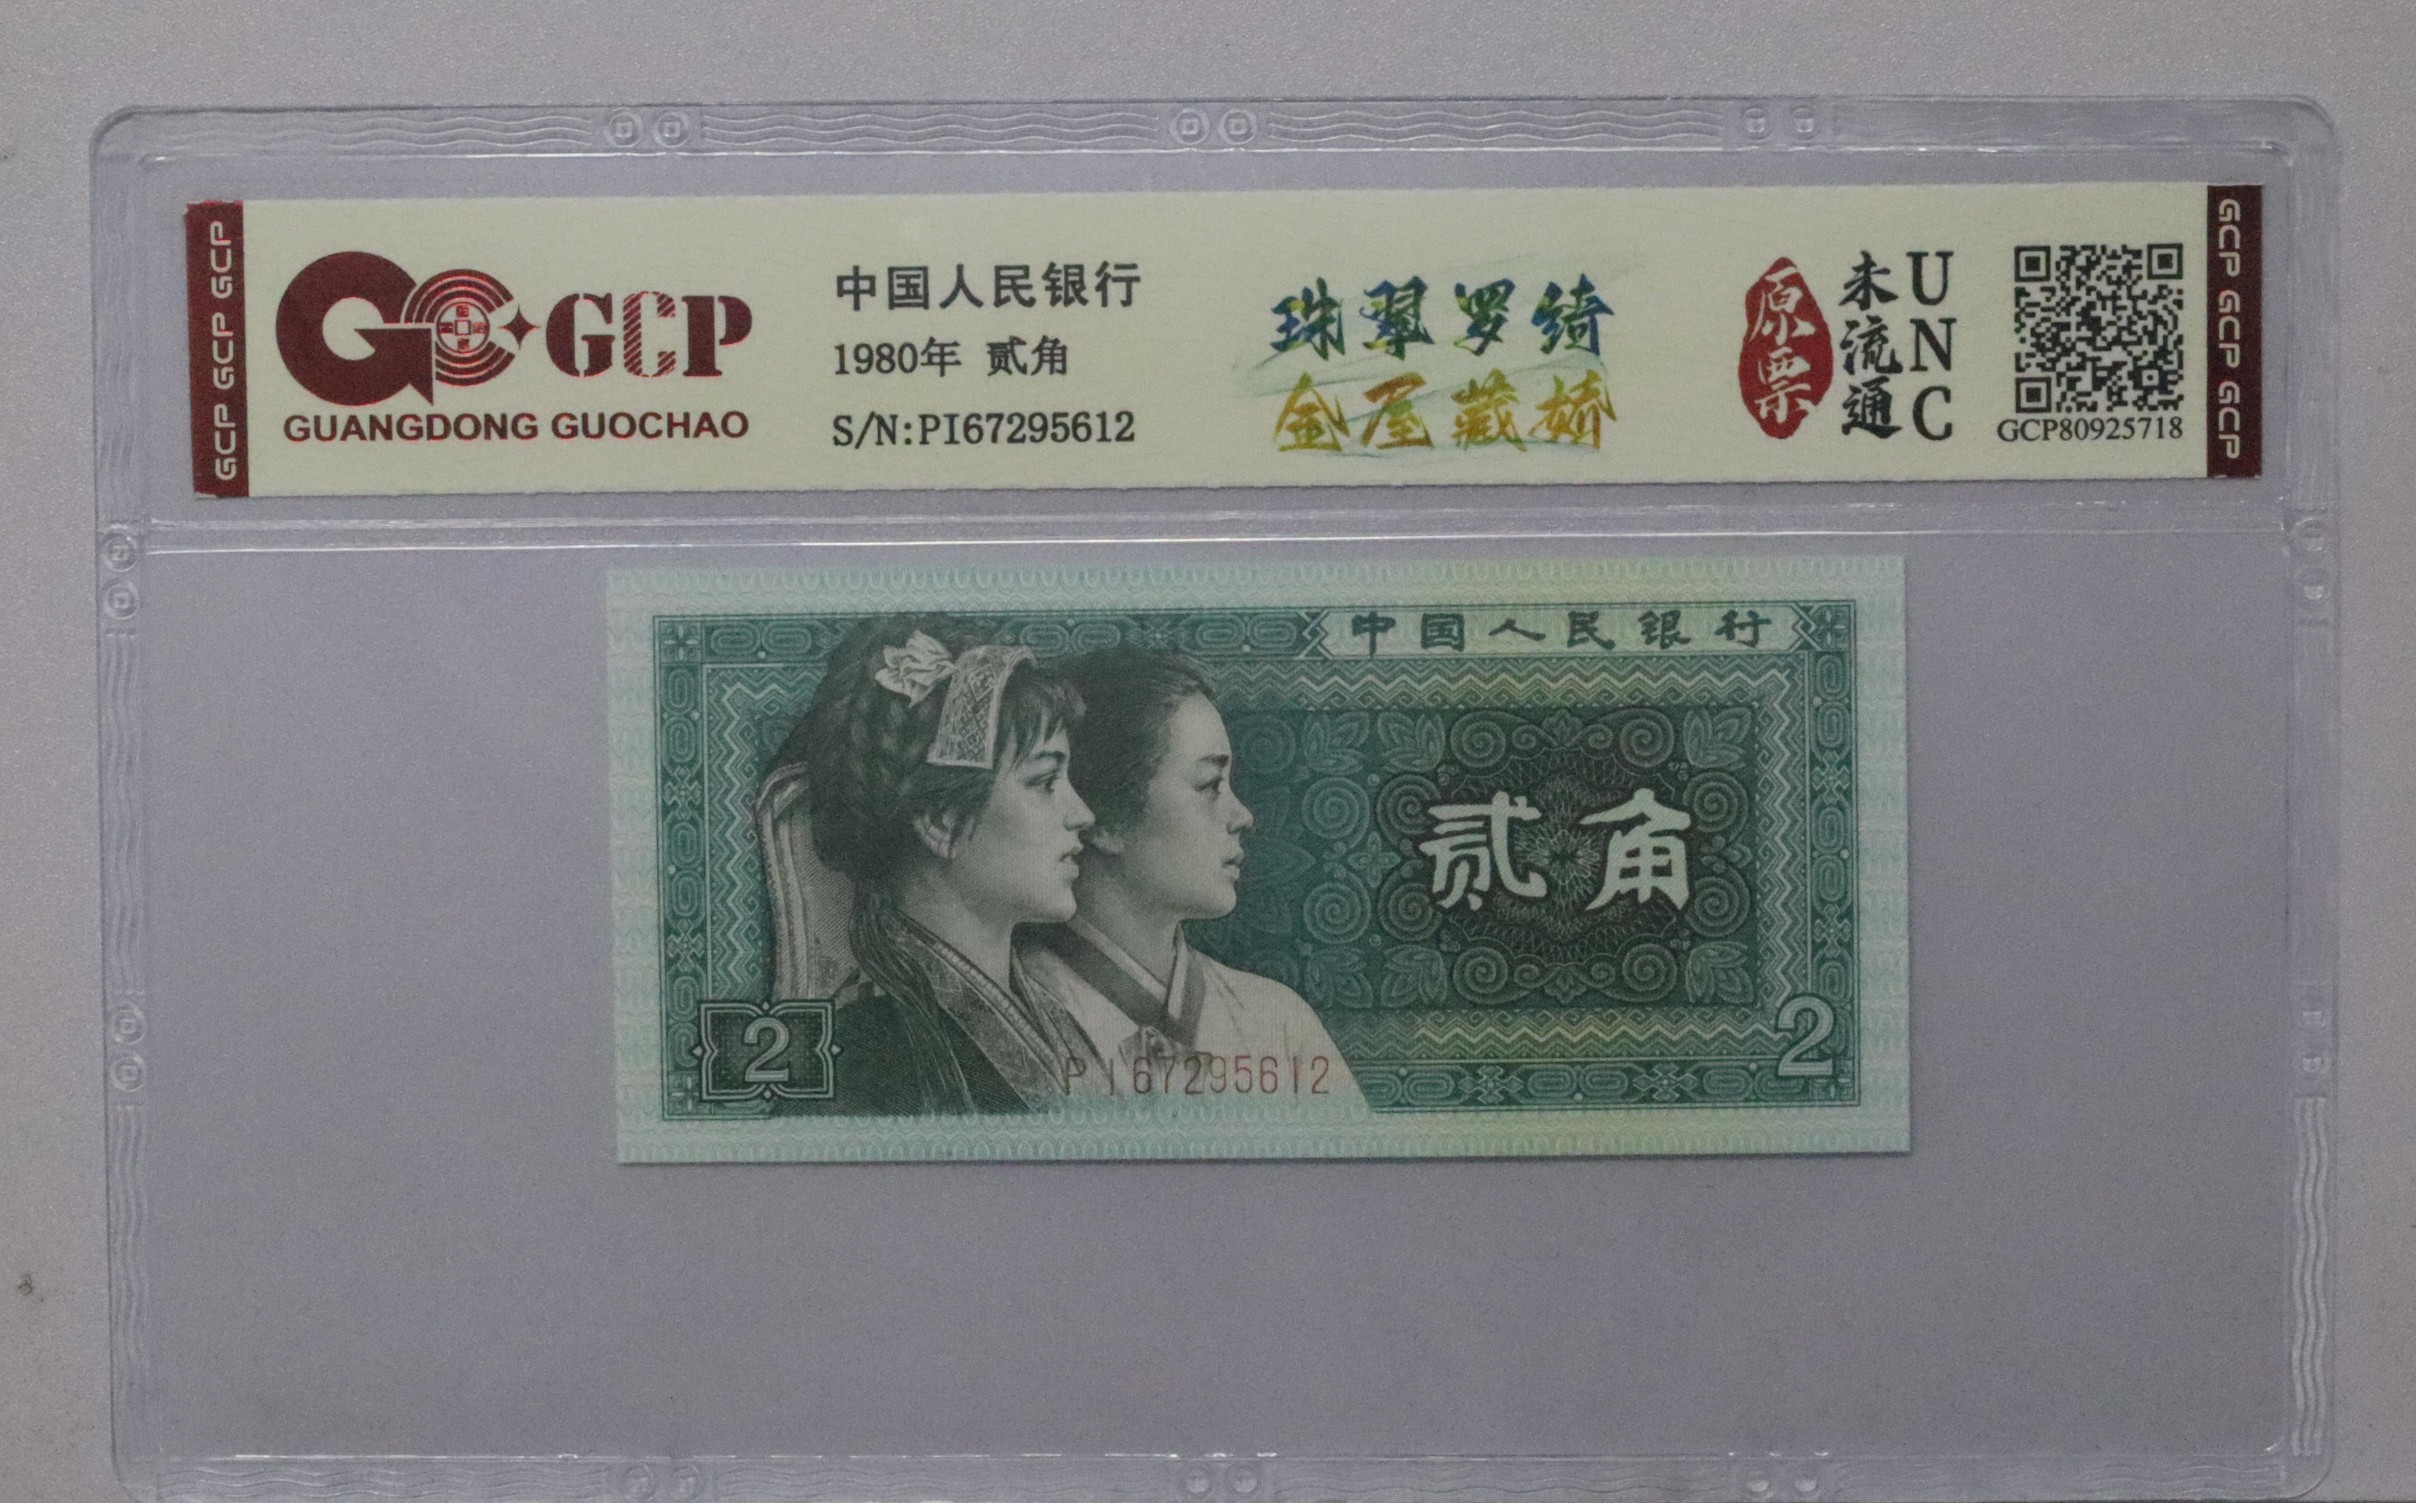 GCP GCP GCP
GCP
GUANGDONG GUOCHAO
中国人民银行
1980年 贰角
S/N:PI67295612
珠翠罗绮
金屋藏娇
原票
未流通
UNC
GCP80925718
GCP GCP GCP
中国人民银行
贰角
2
PI67295612
2